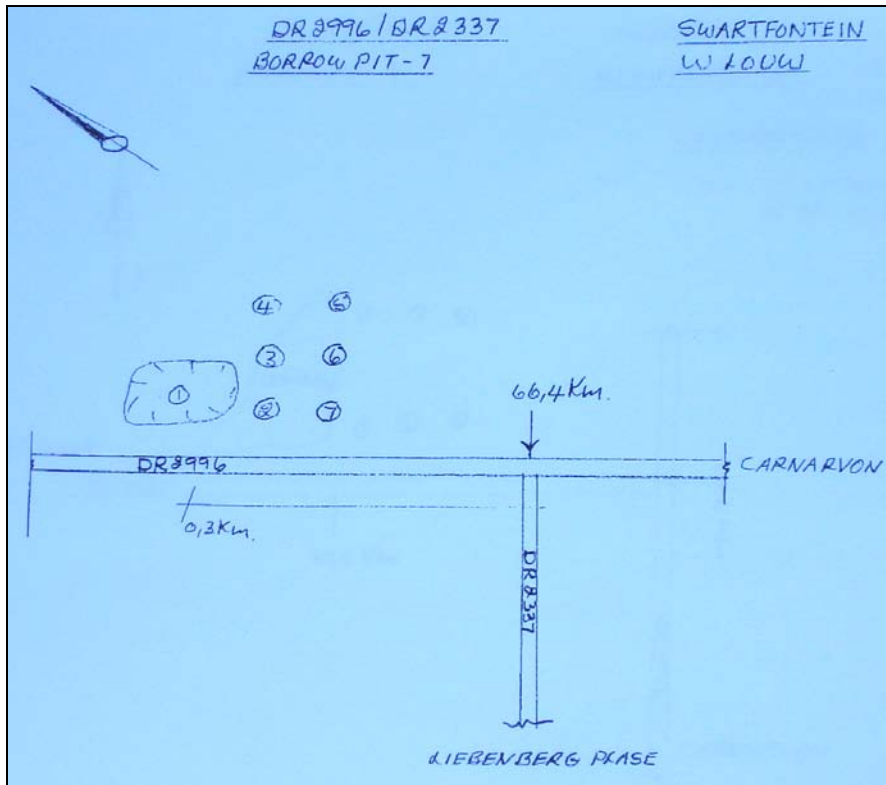 DR2996/DR2337
BORROW PIT-7
SWARTFONTEIN
W LOUW
4 5
3 6
1
2 7
66,4Km.
DR2996
CARNARVON
0,3Km.
DR2337
LIEBENBERG PLASE